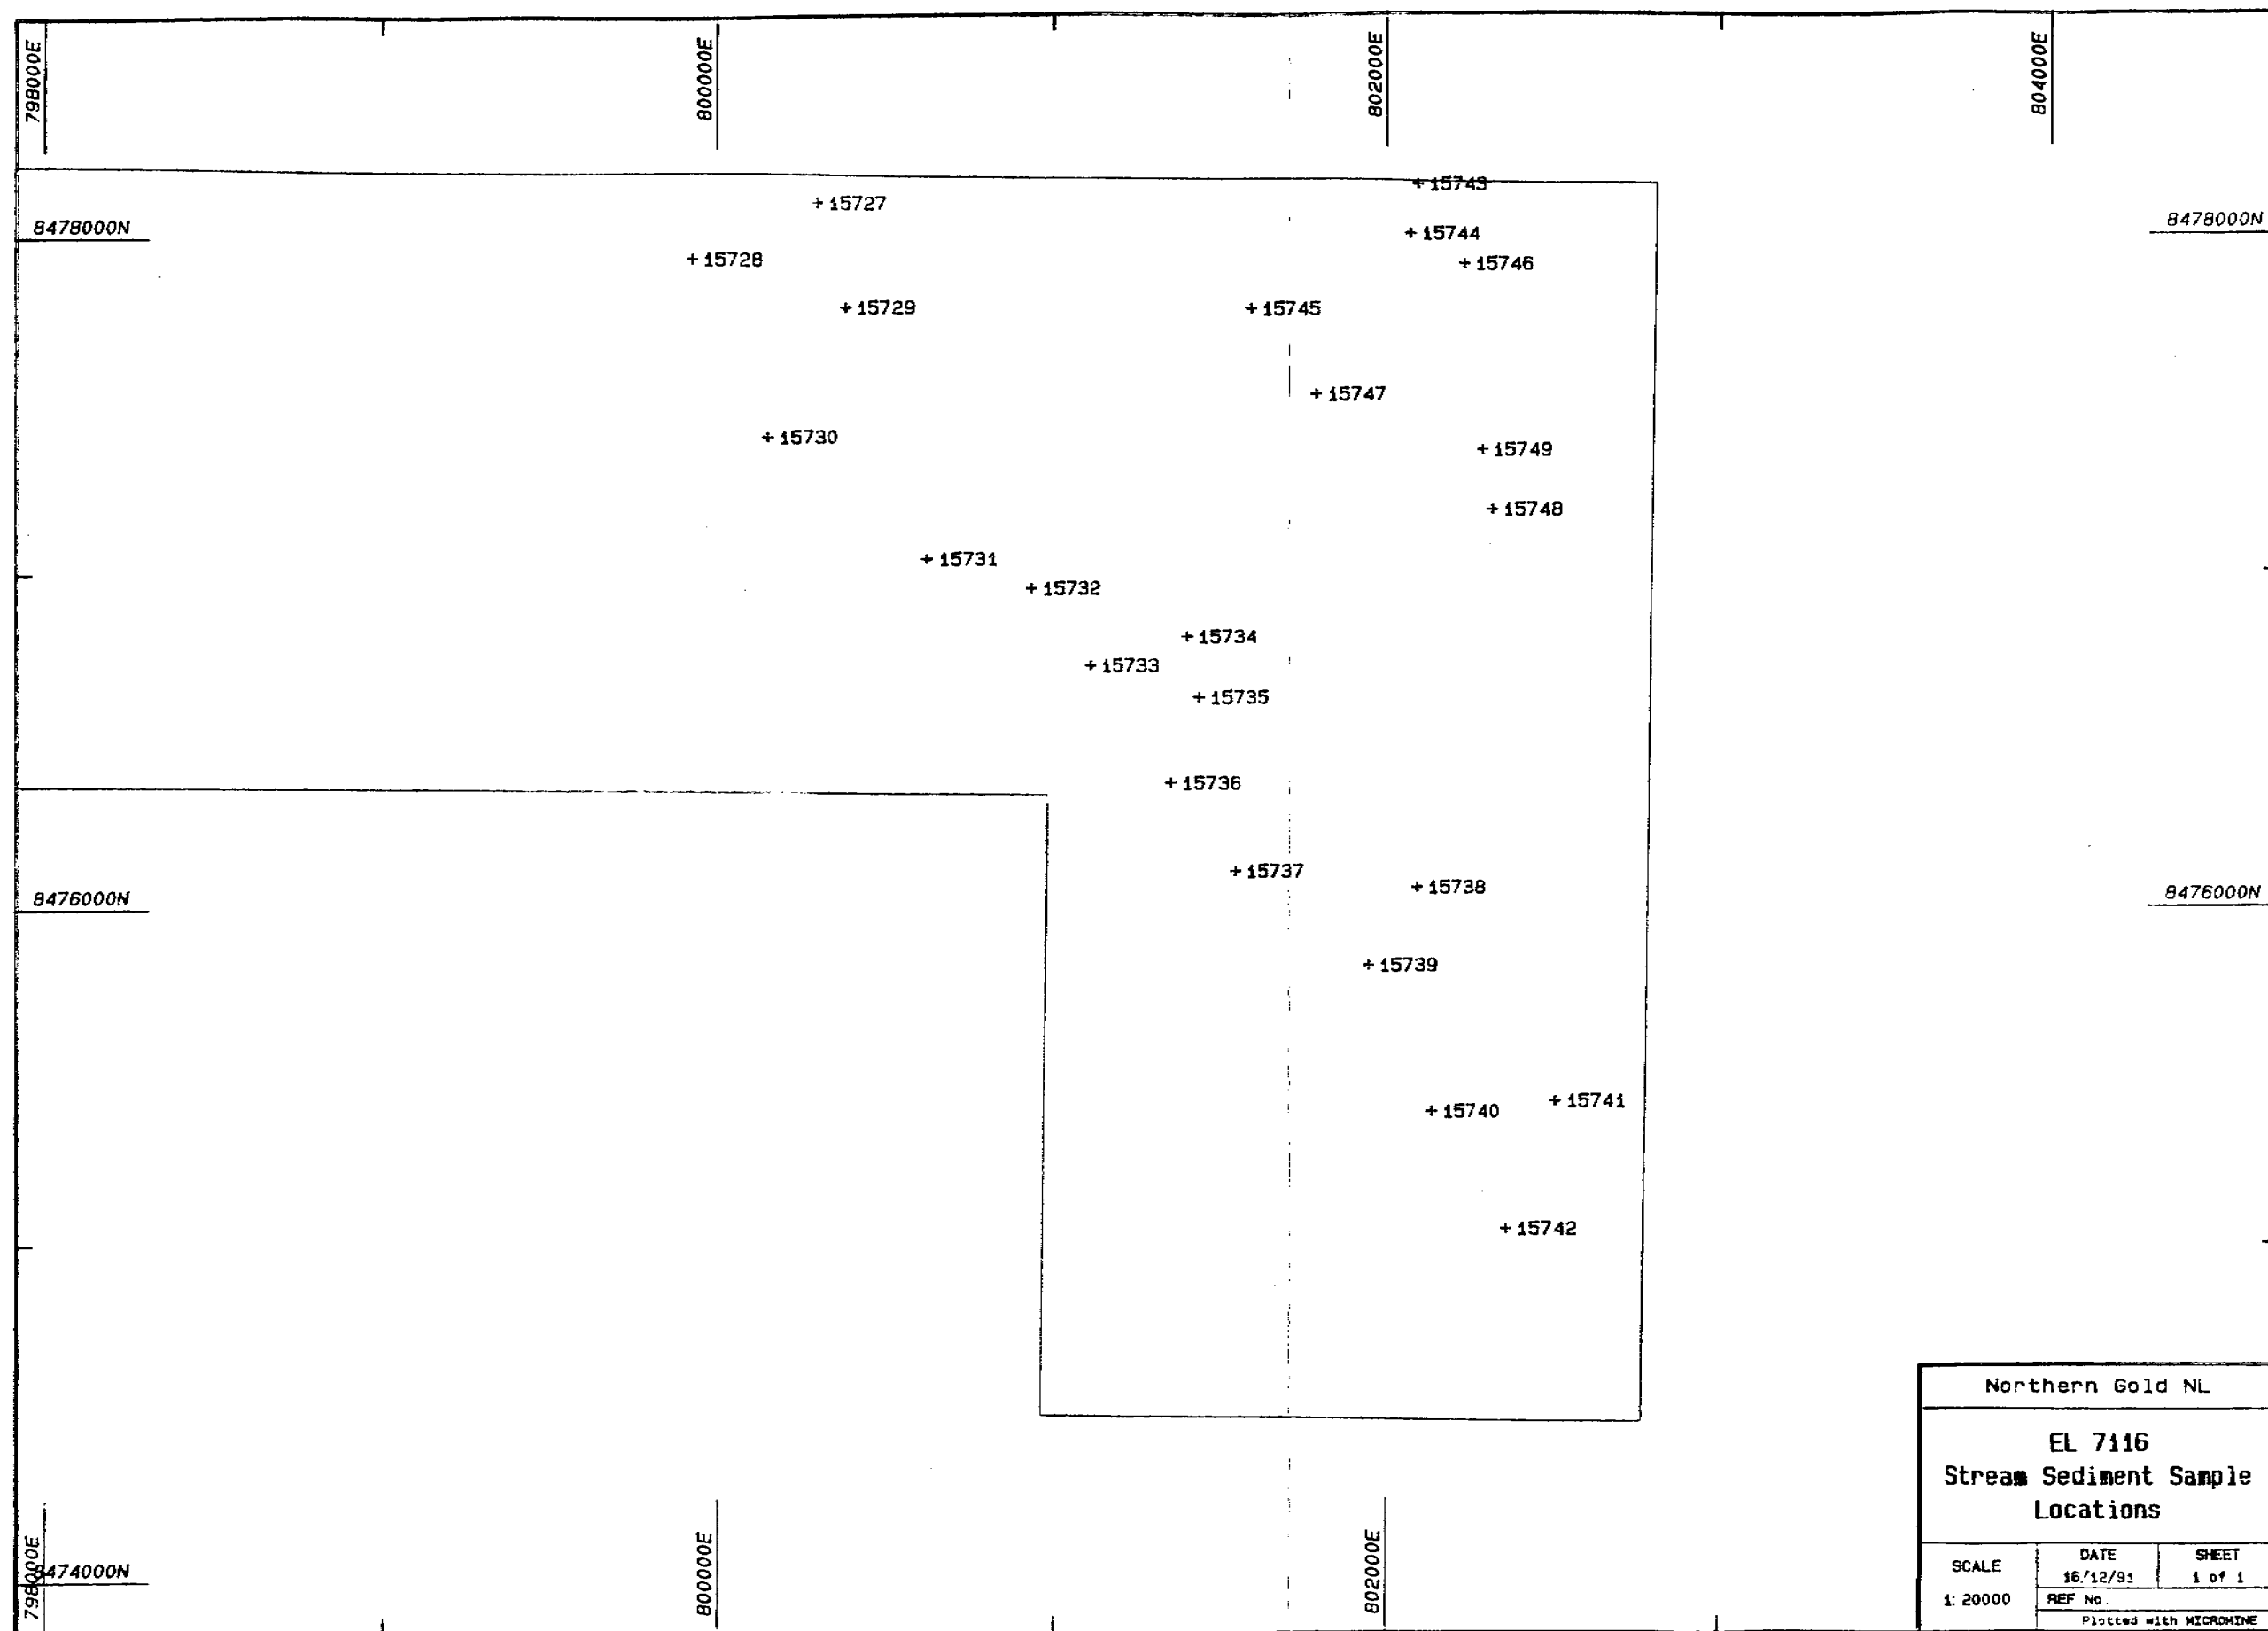 798000E
800000E
802000E
804000E
+ 15743
+ 15727
8478000N
8478000N
+ 15744
+ 15728
+ 15746
+ 15729
+ 15745
+ 15747
+ 15730
+ 15749
+ 15748
+ 15731
+ 15732
+ 15734
+ 15733
+ 15735
+ 15736
+ 15737
+ 15738
8476000N
8476000N
+ 15739
+ 15741
+ 15740
+ 15742
Northern Gold NL
EL 7116
Stream Sediment Sample
Locations
SCALE
1: 20000
DATE
16/12/91
SHEET
1 of 1
REF No.
Plotted with MICROMINE
798000E
8474000N
800000E
802000E